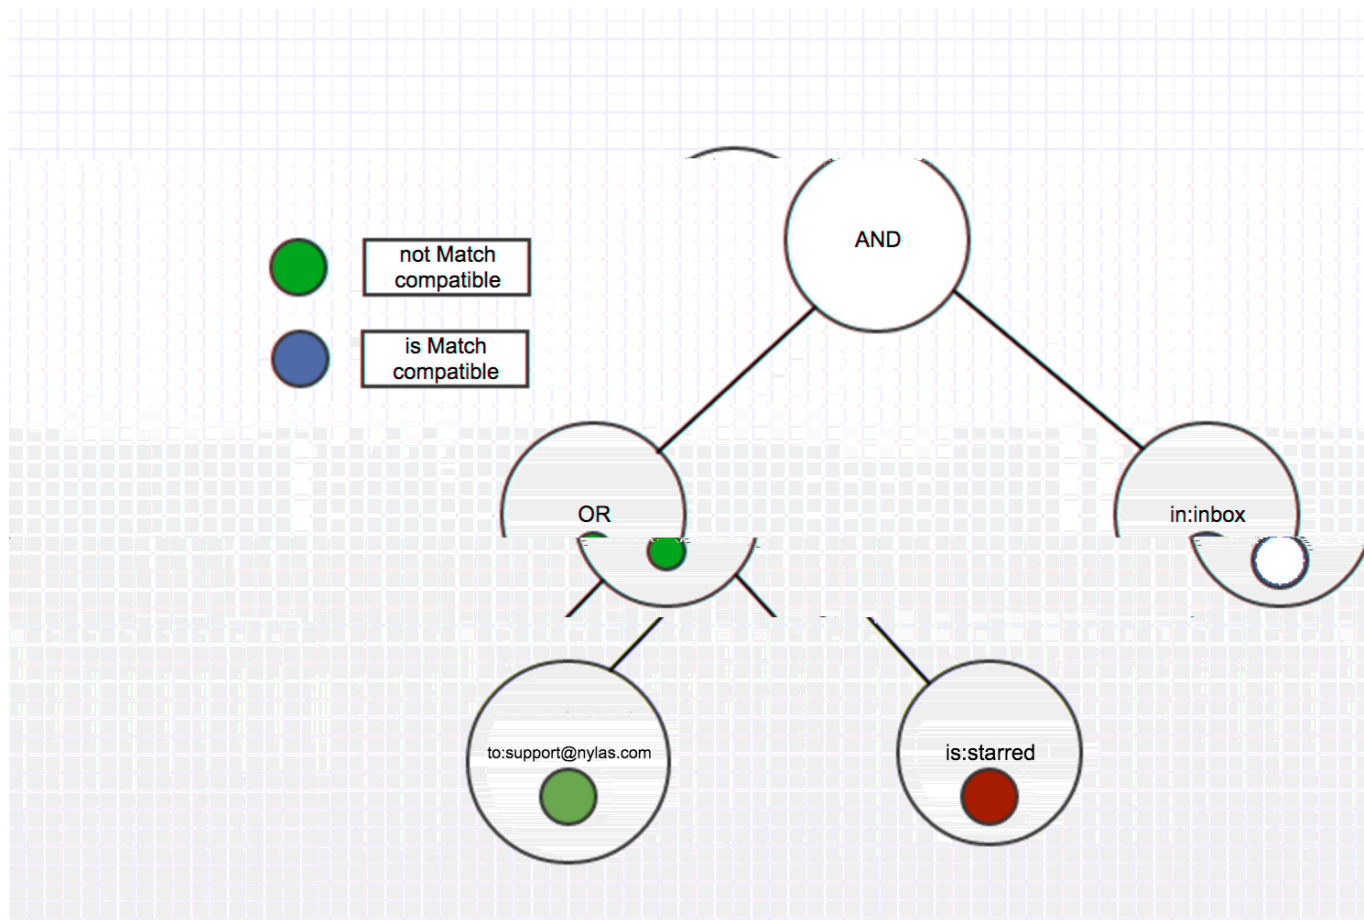 AND
not Match
compatible
is Match
compatible
OR
in:inbox
to:support@nylas.com
is:starred